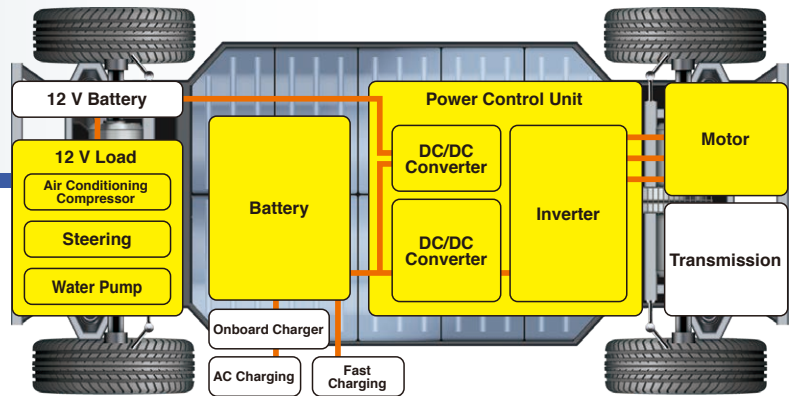 12 V Battery
12 V Load
Air Conditioning
Compressor
Steering
Water Pump
Battery
Onboard Charger
AC Charging
Fast
Charging
Power Control Unit
DC/DC
Converter
DC/DC
Converter
Inverter
Motor
Transmission